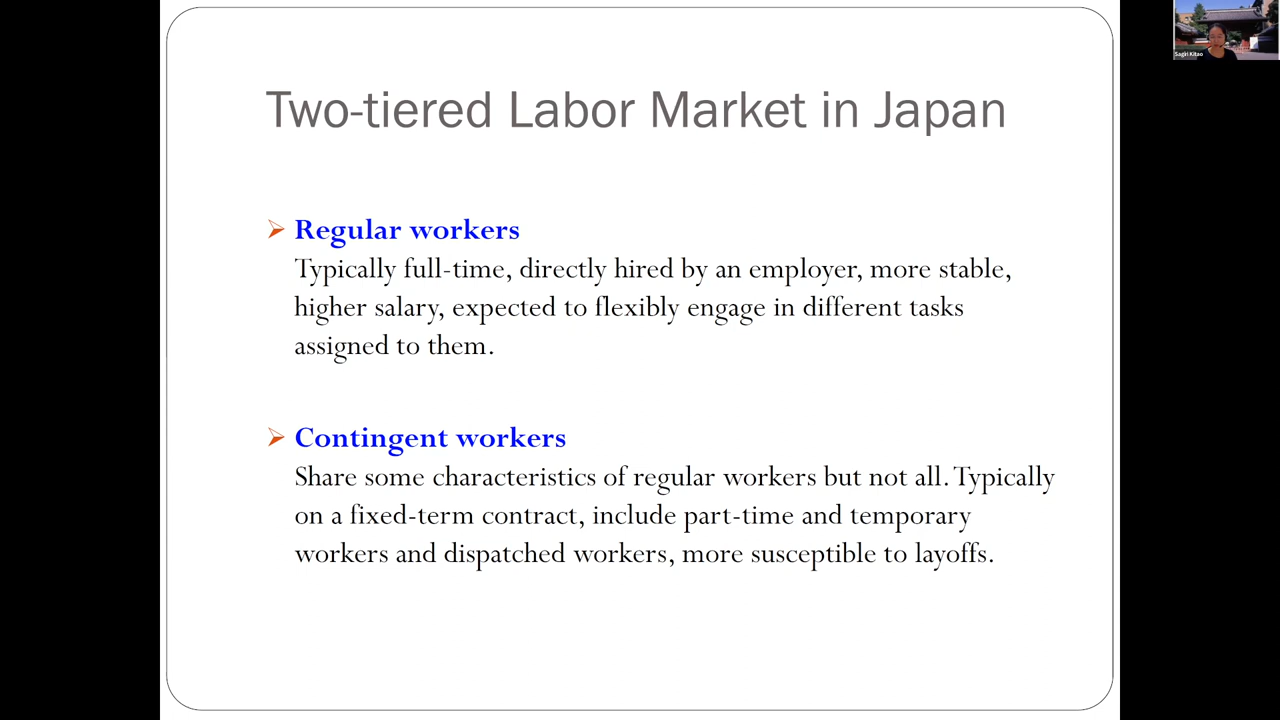 Sagiri Kitao
Two-tiered Labor Market in Japan
Regular workers
Typically full-time, directly hired by an employer, more stable,
higher salary, expected to flexibly engage in different tasks
assigned to them.
Contingent workers
Share some characteristics of regular workers but not all. Typically
on a fixed-term contract, include part-time and temporary
workers and dispatched workers, more susceptible to layoffs.